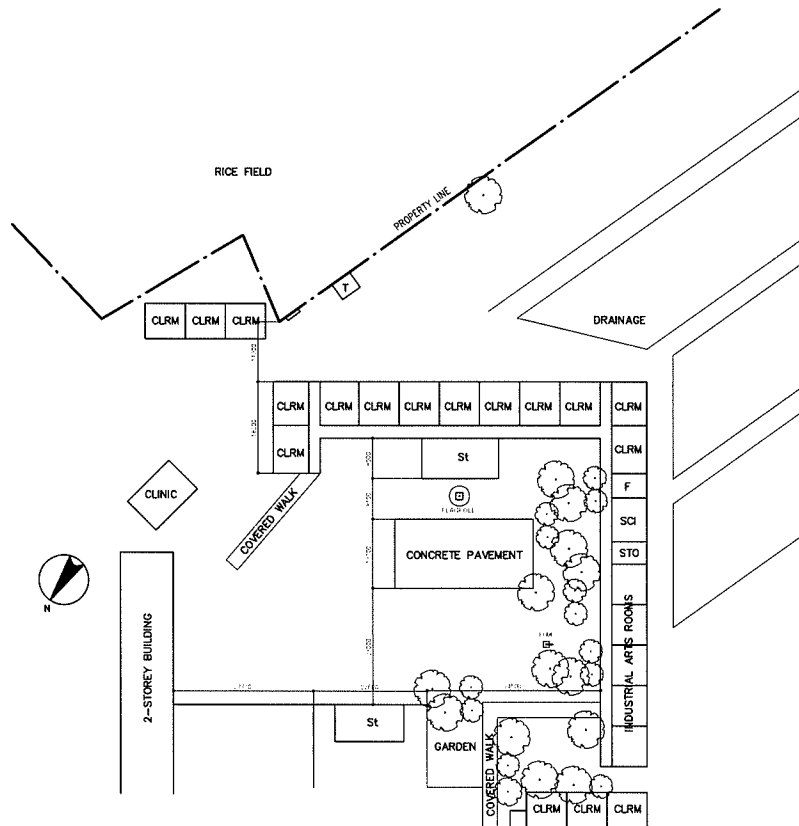 RICE FIELD
PROPERTY LINE
T
CLRM CLRM CLRM
DRAINAGE
CLRM CLRM CLRM CLRM CLRM CLRM CLRM CLRM CLRM
CLRM
CLRM
St
F
CLINIC
COVERED WALK
SCI
CONCRETE PAVEMENT
STO
N
2-STOREY BUILDING
INDUSTRIAL ARTS ROOMS
St
GARDEN
COVERED WALK
CLRM CLRM CLRM